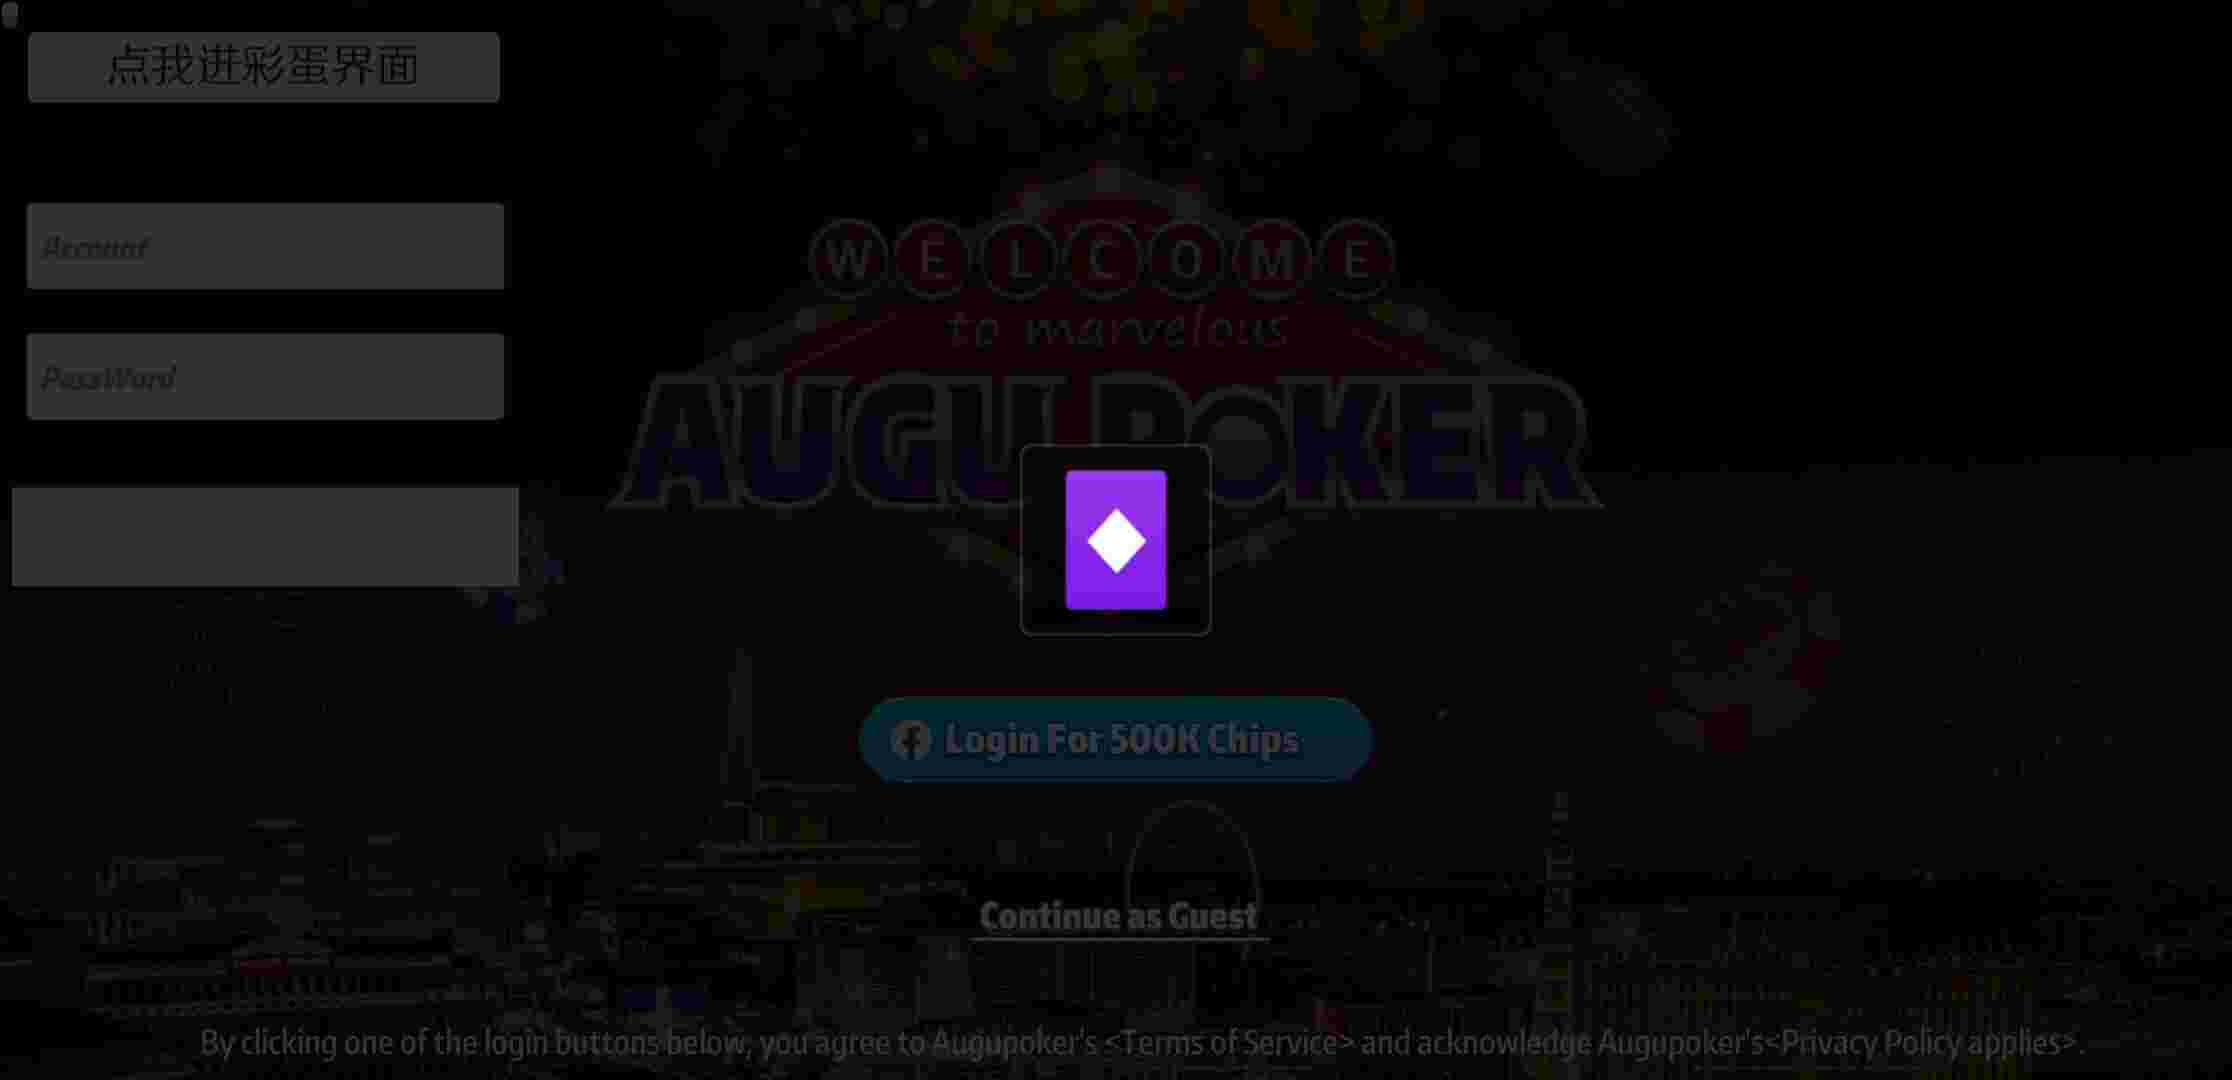 点我进彩蛋界面
Account
PassWord
WELCOME
to marvelous
AUGU POKER
Login For 500K Chips
Continue as Guest
By clicking one of the login buttons below, you agree to Augupoker's <Terms of Service> and acknowledge Augupoker's<Privacy Policy applies>.